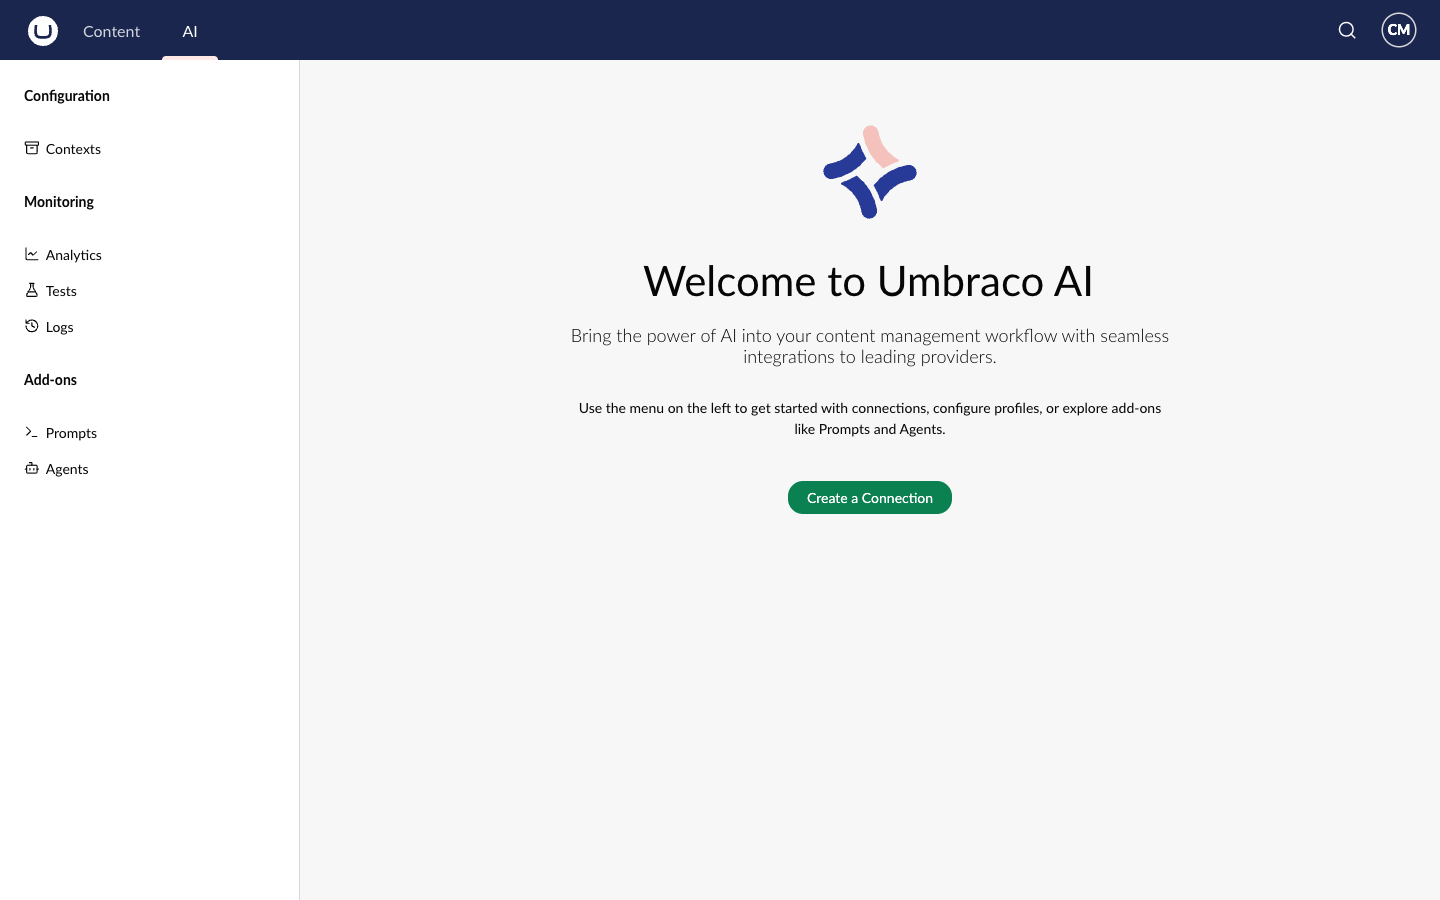 Content
AI
CM
Configuration
Contexts
Monitoring
Analytics
Tests
Logs
Add-ons
Prompts
Agents
Welcome to Umbraco AI
Bring the power of AI into your content management workflow with seamless
integrations to leading providers.
Use the menu on the left to get started with connections, configure profiles, or explore add-ons
like Prompts and Agents.
Create a Connection